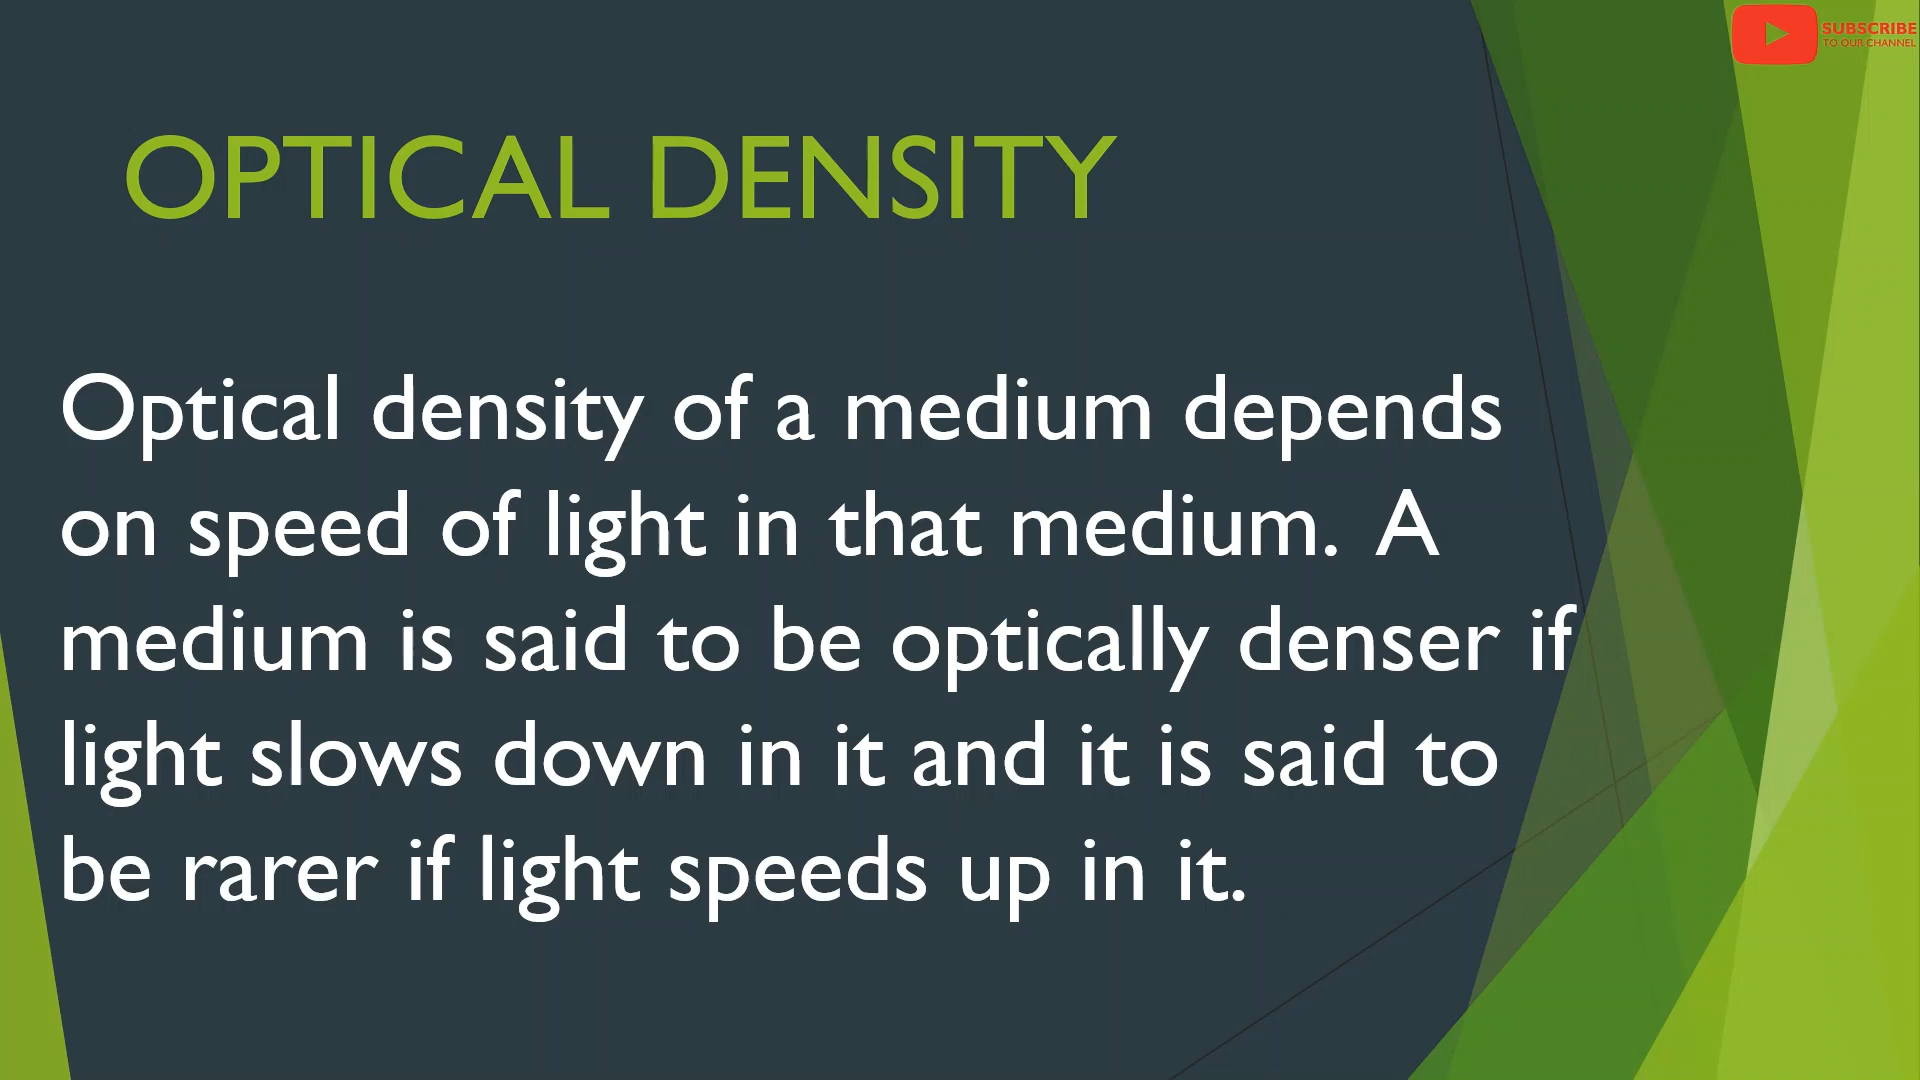 SUBSCRIBE
TO OUR CHANNEL
OPTICAL DENSITY
Optical density of a medium depends
on speed of light in that medium. A
medium is said to be optically denser if
light slows down in it and it is said to
be rarer if light speeds up in it.